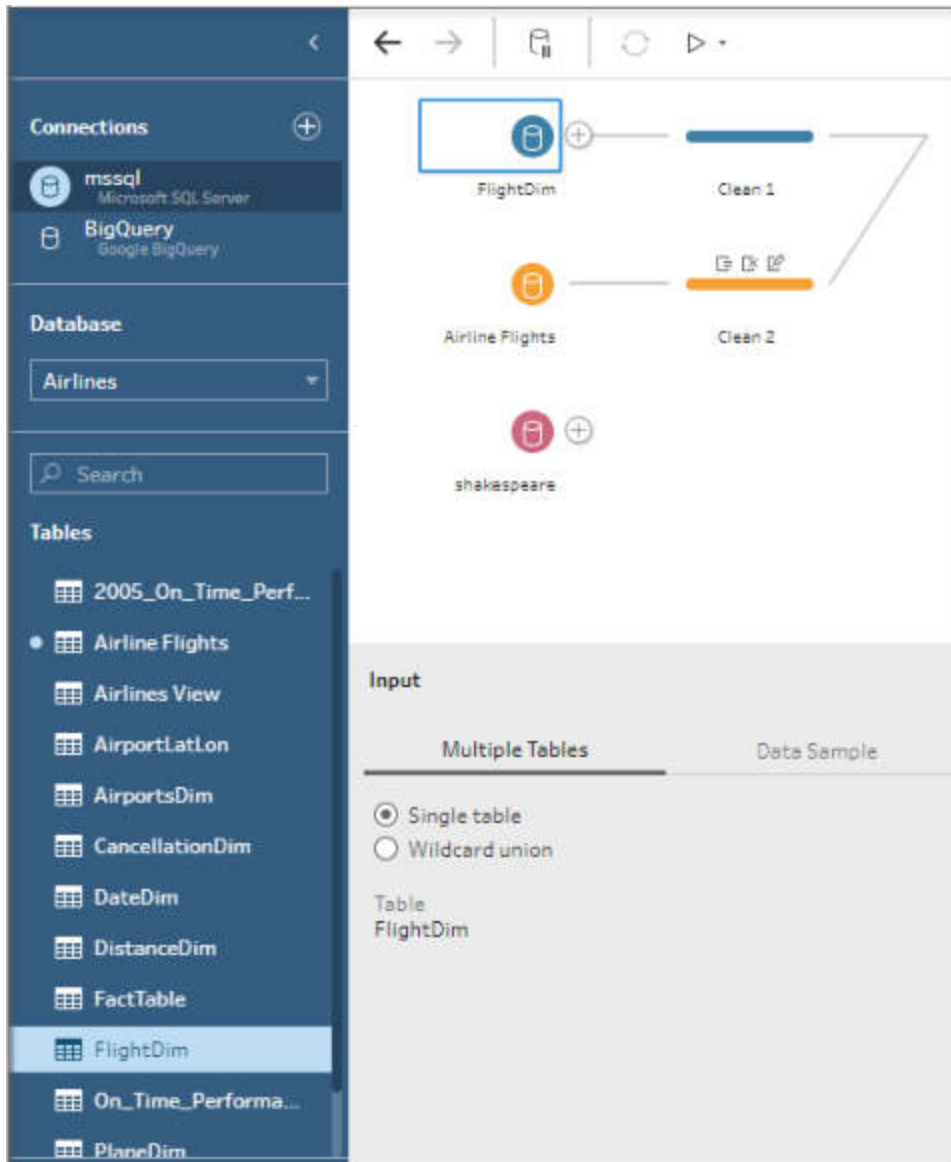 Connections
mssql
Microsoft SQL Server
BigQuery
Google BigQuery
Database
Airlines
Search
Tables
2005_On_Time_Perf...
Airline Flights
Airlines View
AirportLatLon
AirportsDim
CancellationDim
DateDim
DistanceDim
FactTable
FlightDim
On_Time_Performa...
PlaneDim
FlightDim
Clean 1
Airline Flights
Clean 2
shakespeare
Input
Multiple Tables
Data Sample
Single table
Wildcard union
Table
FlightDim